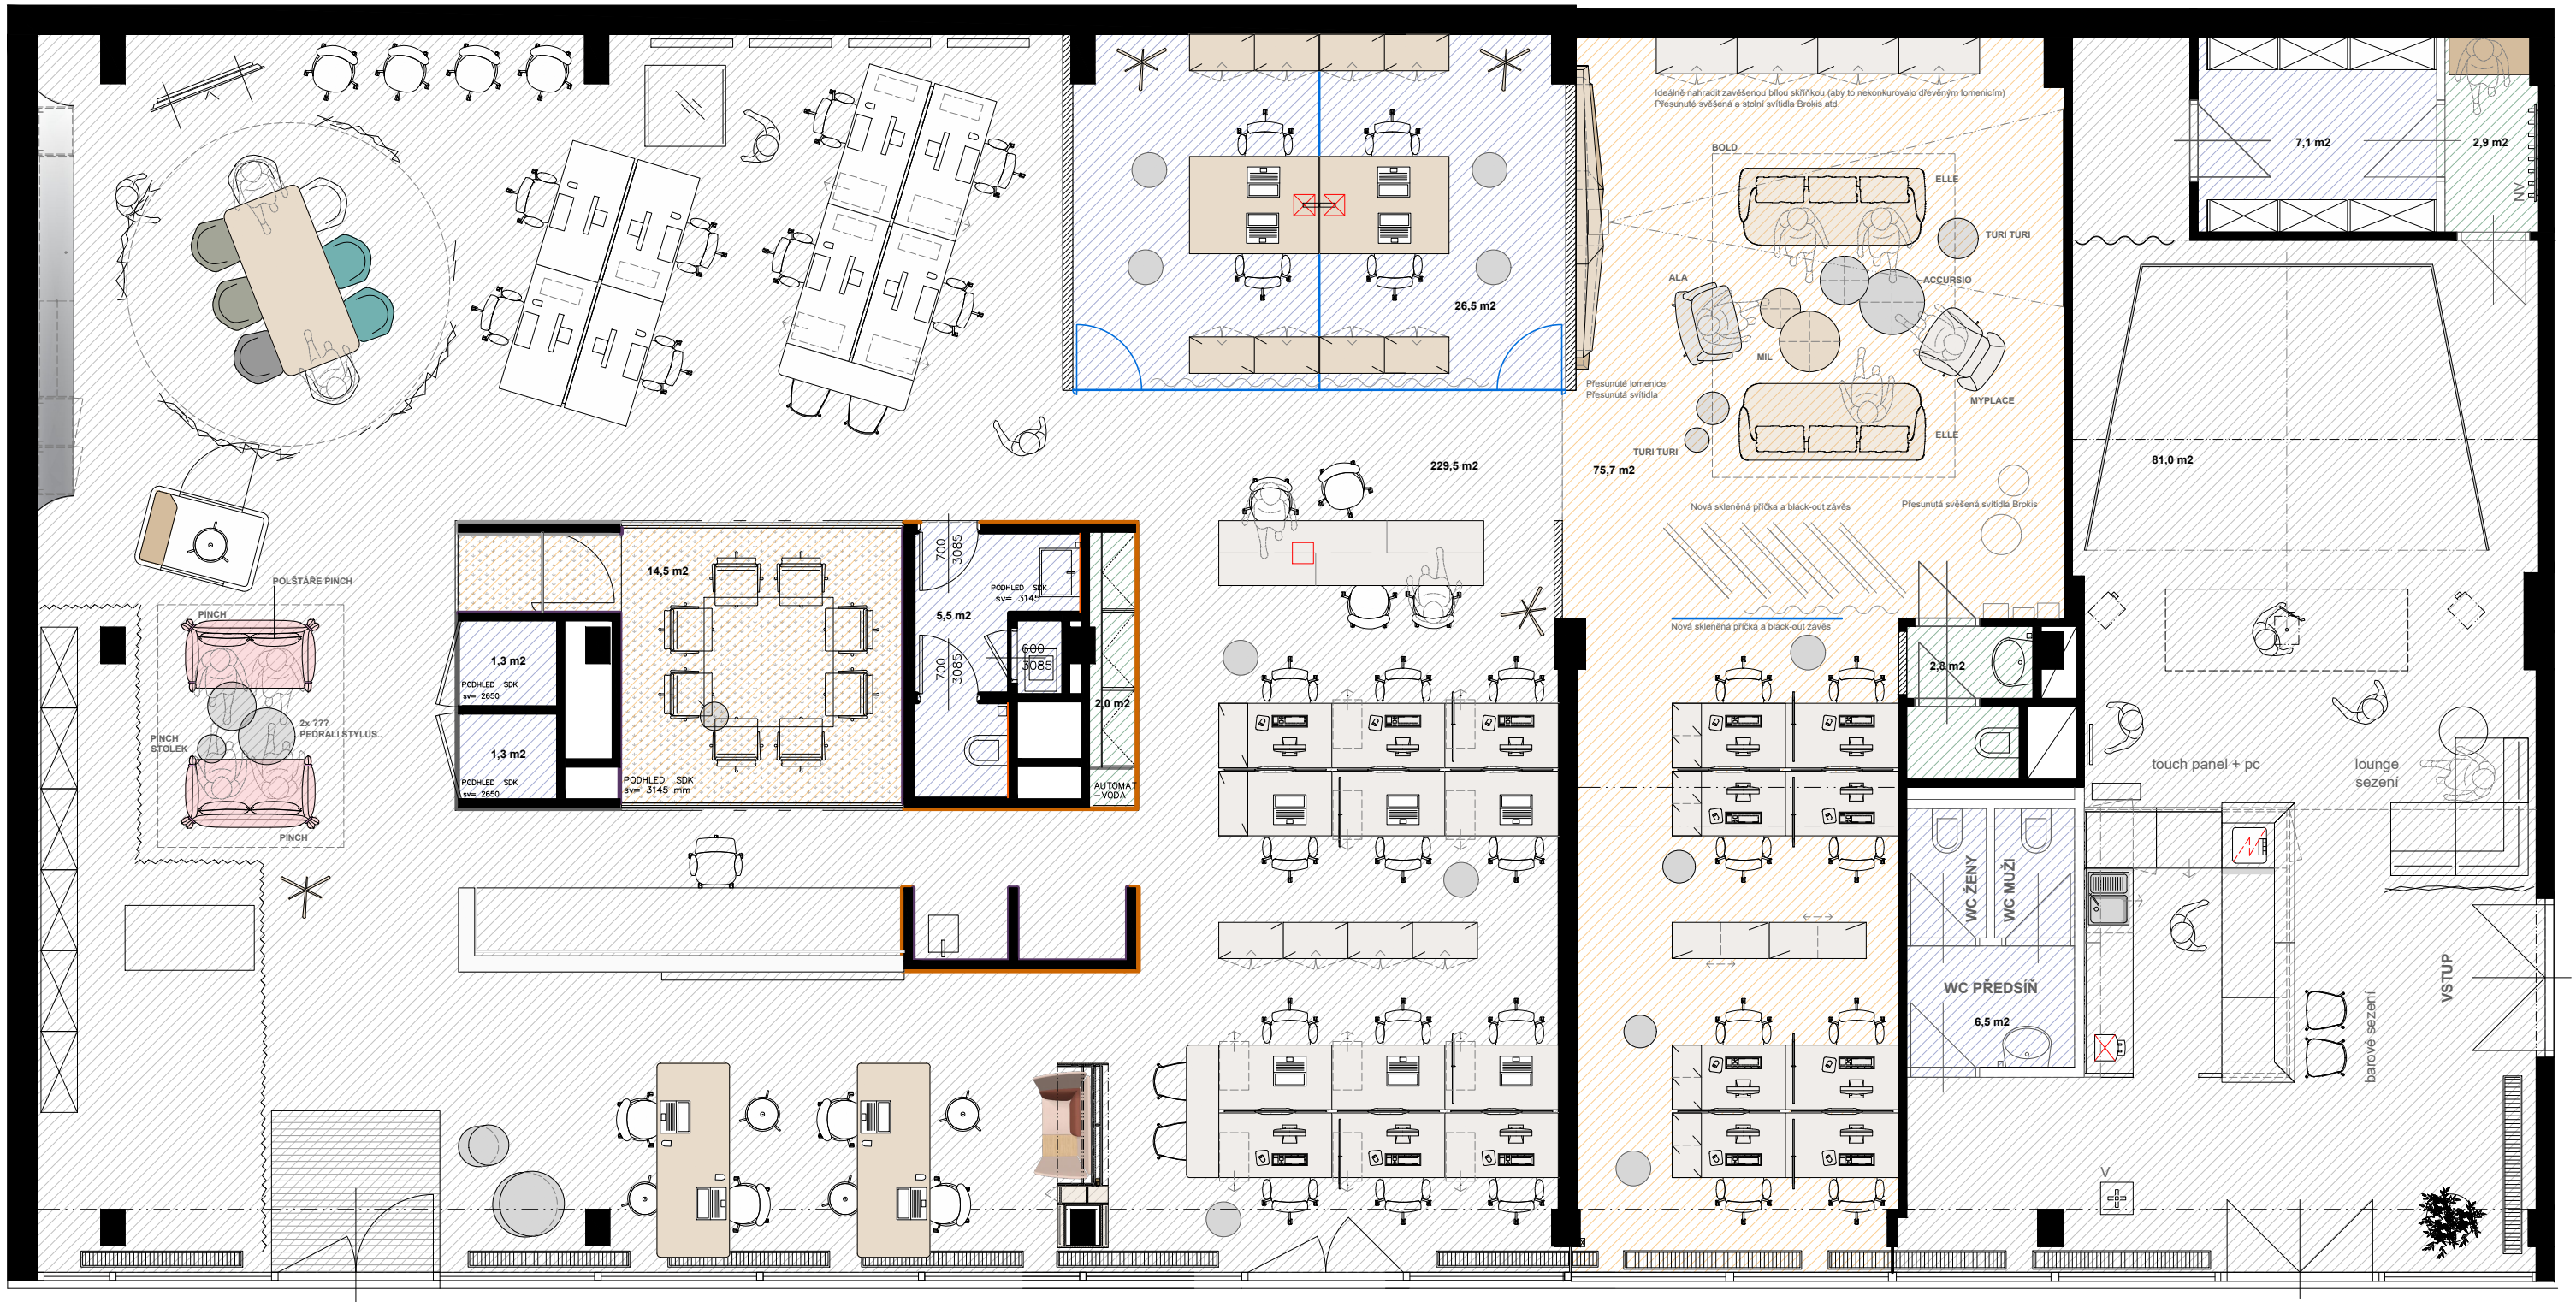 Ideálně nahradit zavěšenou bílou skříňkou (aby to nekonkurovalo dřevěným lomenicím)
Přesunuté svěšená a stolní svítidla Brokis atd.
7,1 m2
2,9 m2
NV
BOLD
ELLE
TURI TURI
ALA
ACCURSIO
MIL
26,5 m2
Přesunuté lomenice
Přesunutá svítidla
MYPLACE
ELLE
TURI TURI
229,5 m2
75,7 m2
81,0 m2
Nová skleněná příčka a black-out závěs
Přesunutá svěšená svítidla Brokis
Nová skleněná příčka a black-out závěs
14,5 m2
700
3085
PODHLED SDK
sv= 3145
5,5 m2
600
3085
700
3085
2,0 m2
AUTOMAT
-VODA
1,3 m2
PODHLED SDK
sv= 2650
1,3 m2
PODHLED SDK
sv= 2650
PODHLED SDK
sv= 3145 mm
POLŠTÁŘE PINCH
PINCH
2x ???
PEDRALI STYLUS..
PINCH
STOLEK
PINCH
2,8 m2
touch panel + pc
lounge
sezení
WC ŽENY
WC MUŽI
WC PŘEDSÍŇ
6,5 m2
VSTUP
barové sezení
V